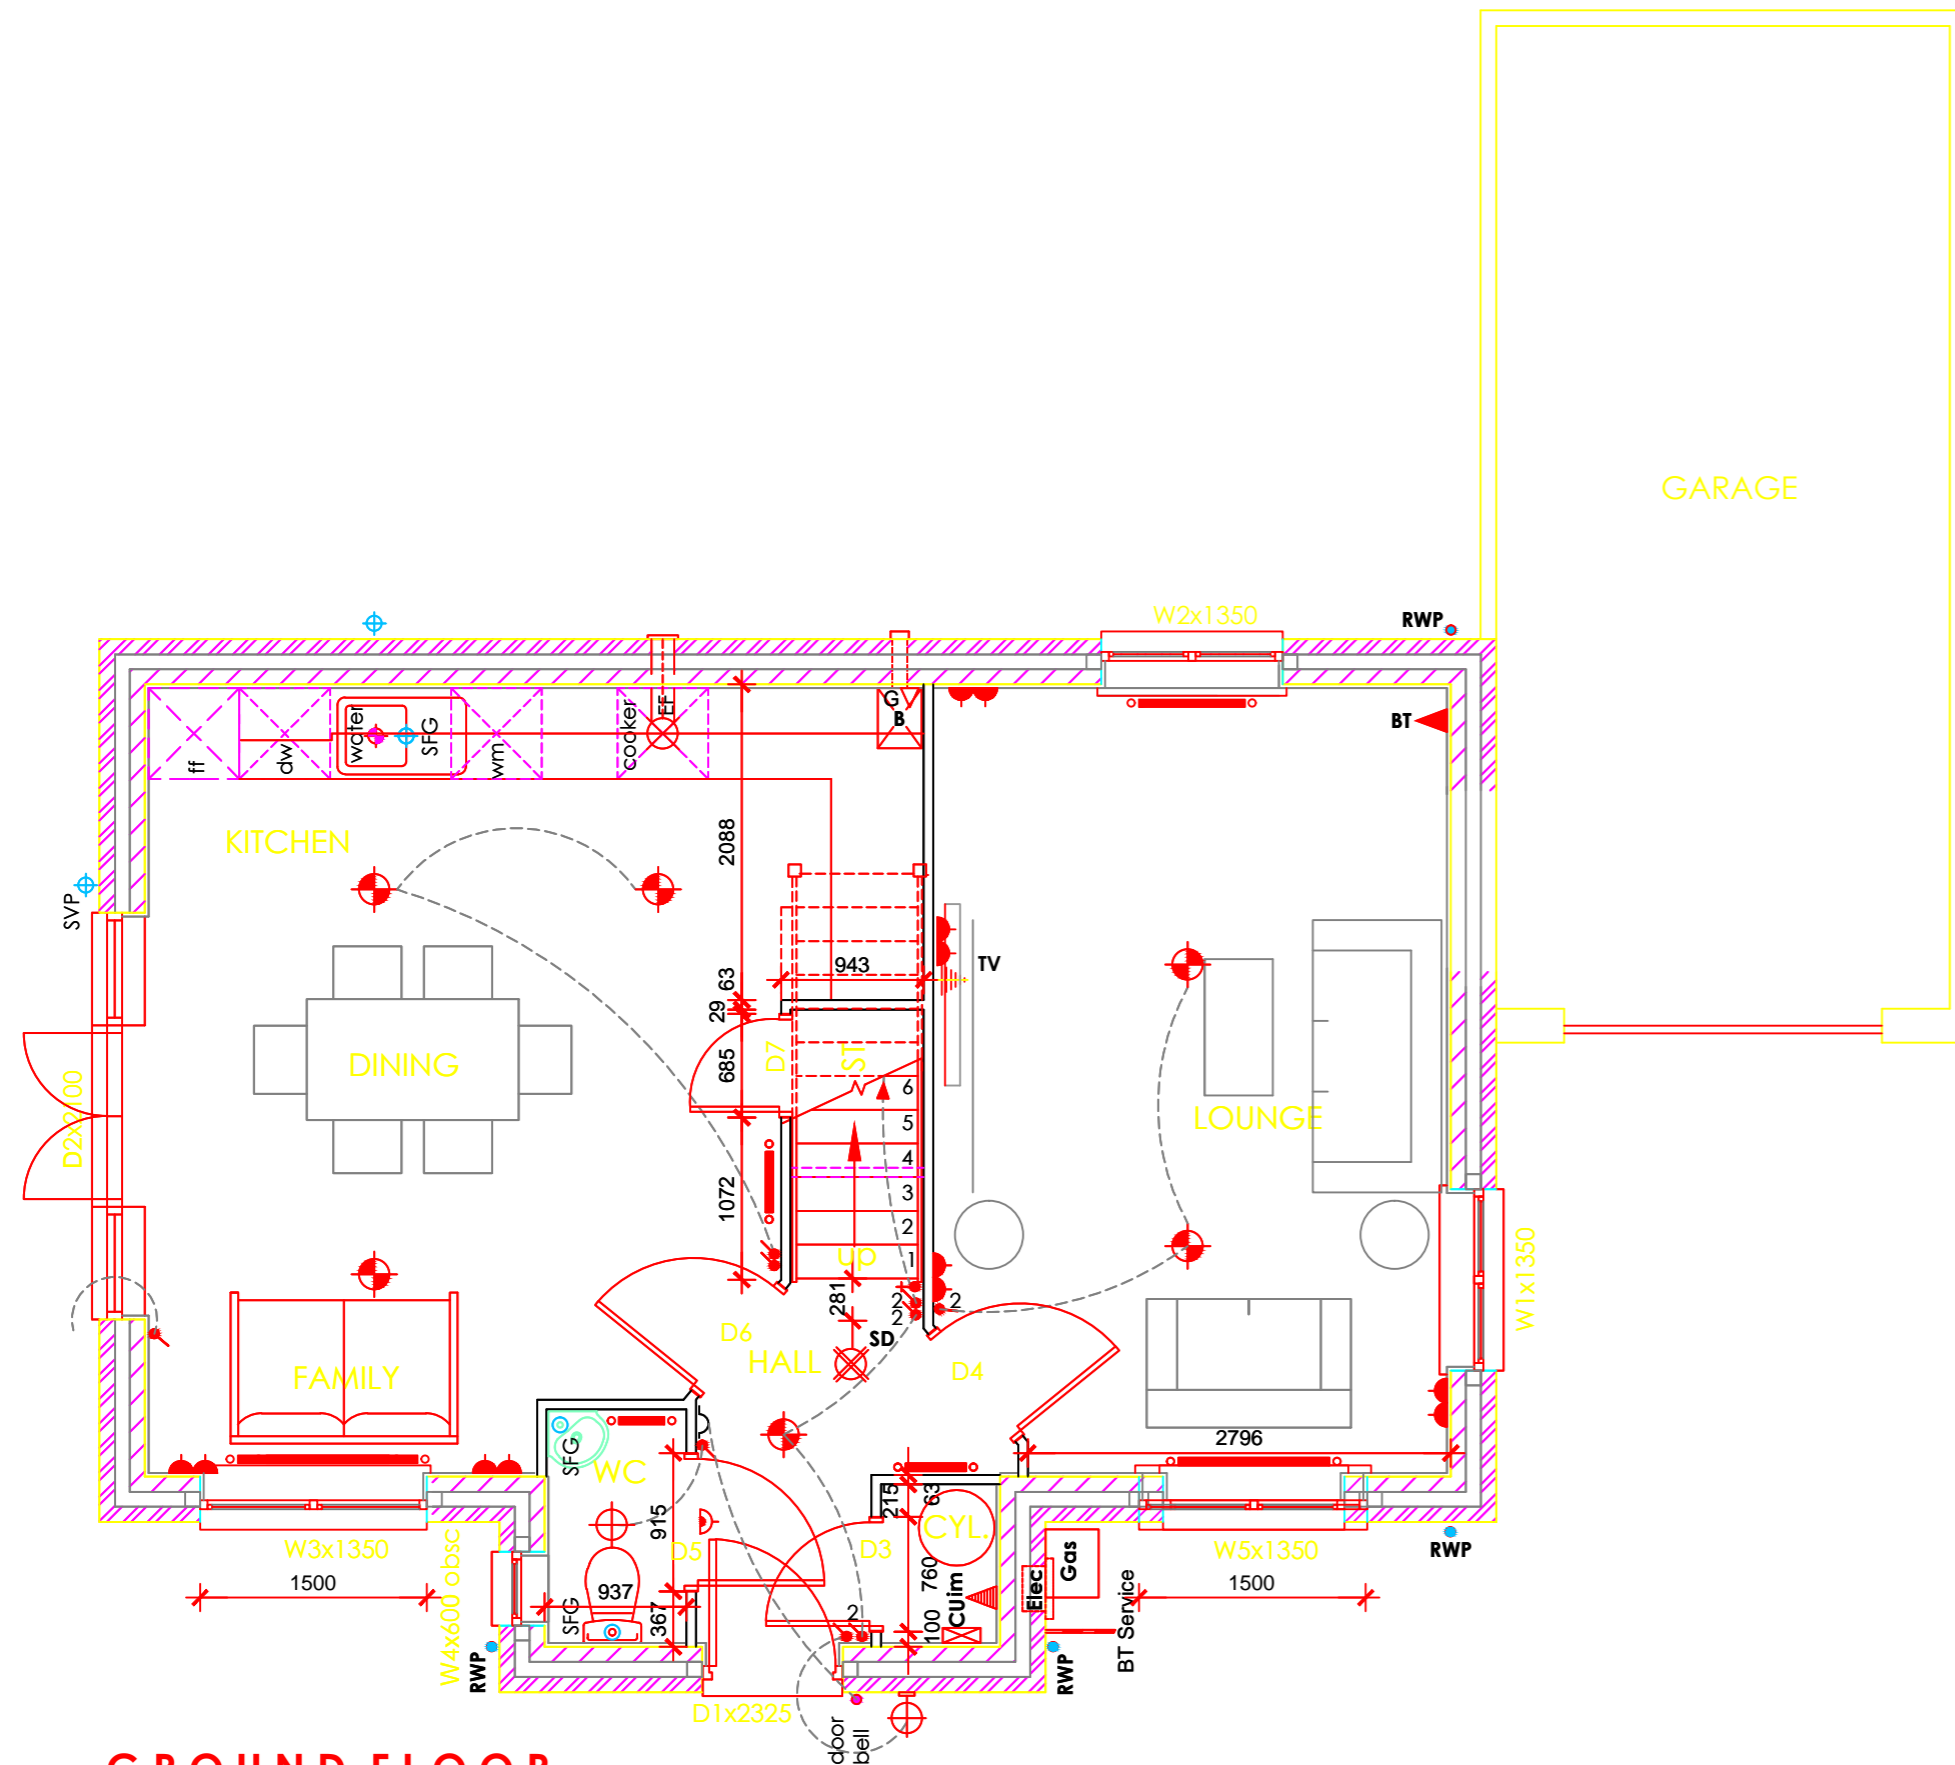 GARAGE
W2x1350
RWP
G
B
BT
ff
dw
water
SFG
wm
cooker
EF
KITCHEN
2088
SVP
63
943
TV
29
DINING
D2x2100
685
D7
ST
6
5
4
3
2
1
1072
up
LOUNGE
W1x1350
281
2
2
2
SD
D6
HALL
D4
FAMILY
2796
SFG
WC
915
215
63
CYL.
W3x1350
W4x600 obsc
1500
D5
D3
760
CUim
Elec
Gas
W5x1350
RWP
1500
BT Service
SFG
937
367
2
100
RWP
RWP
D1x2325
door
bell
GROUND FLOOR